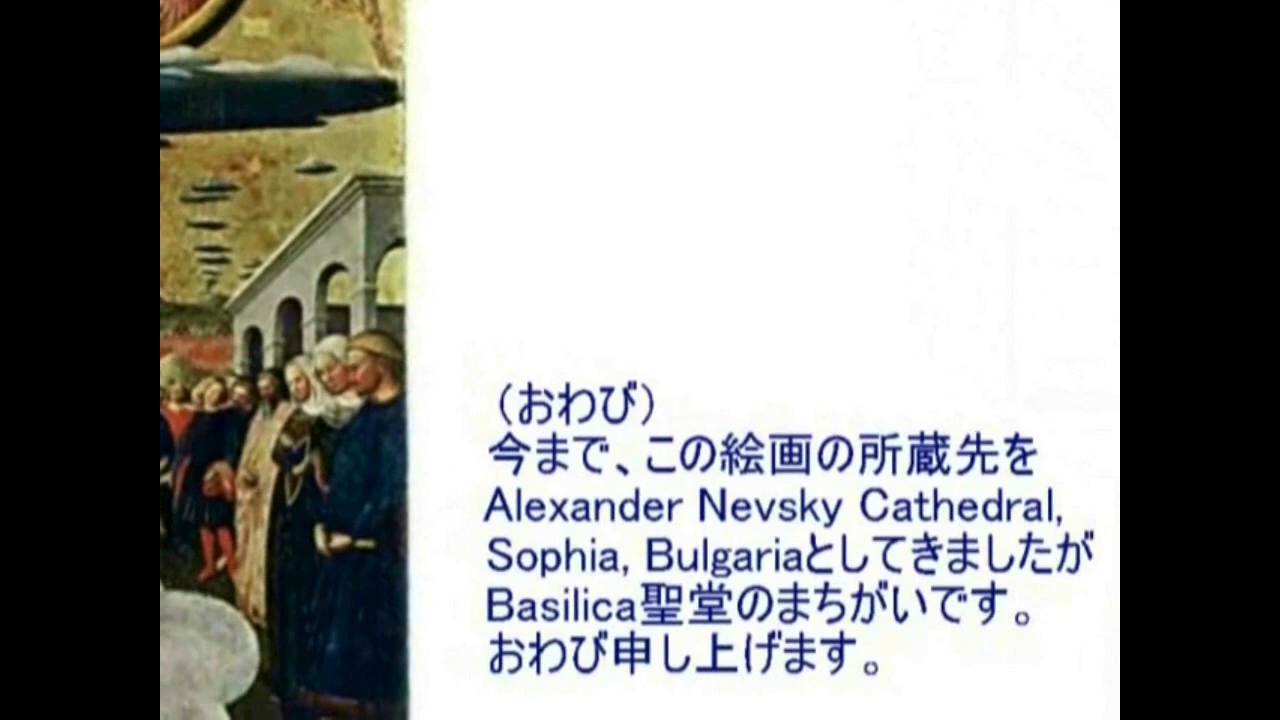 （おわび）
今まで、この絵画の所蔵先を
Alexander Nevsky Cathedral,
Sophia, Bulgariaとしてきましたが
Basilica聖堂のまちがいです。
おわび申し上げます。